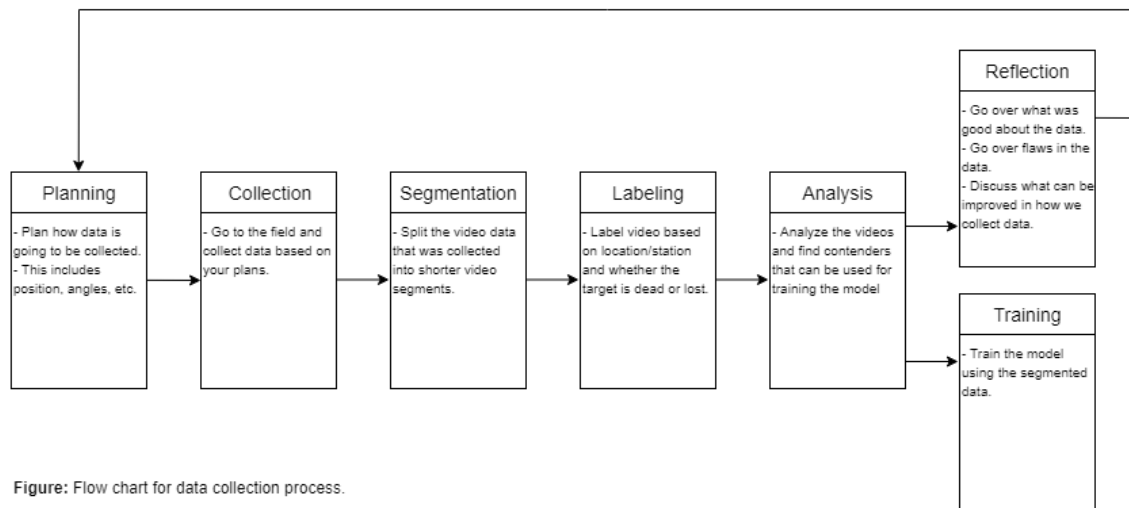 Planning
- Plan how data is
going to be collected.
- This includes
position, angles, etc.
Collection
- Go to the field and
collect data based on
your plans.
Segmentation
- Split the video data
that was collected
into shorter video
segments.
Labeling
- Label video based
on location/station
and whether the
target is dead or lost.
Analysis
- Analyze the videos
and find contenders
that can be used for
training the model
Reflection
- Go over what was
good about the data.
- Go over flaws in the
data.
- Discuss what can be
improved in how we
collect data.
Training
- Train the model
using the segmented
data.
Figure: Flow chart for data collection process.